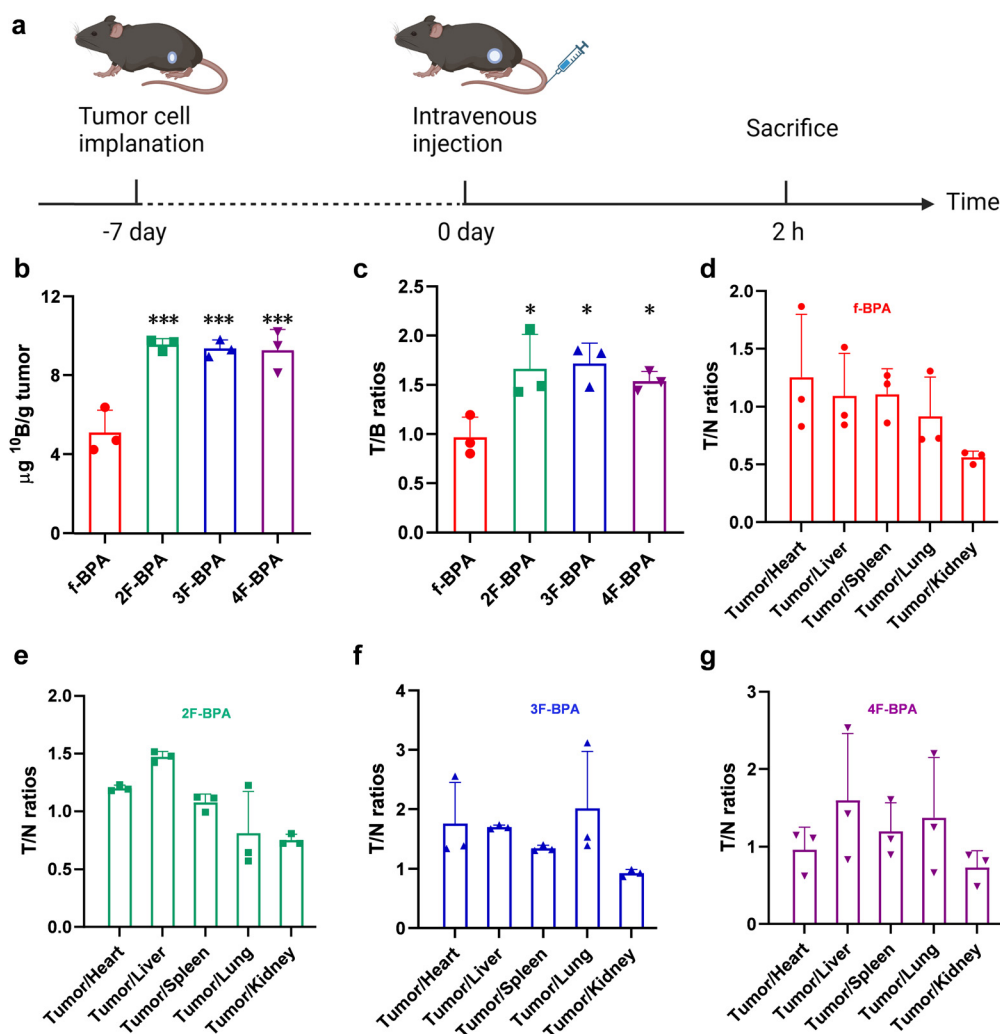 a
Tumor cell
implanation
Intravenous
injection
Sacrifice
Time
-7 day
0 day
2 h
b
μg ¹⁰B/g tumor
12
8
4
0
***
***
***
f-BPA
2F-BPA
3F-BPA
4F-BPA
c
T/B ratios
2.5
2.0
1.5
1.0
0.5
0.0
*
*
*
f-BPA
2F-BPA
3F-BPA
4F-BPA
d
f-BPA
T/N ratios
2.0
1.5
1.0
0.5
0.0
Tumor/Heart
Tumor/Liver
Tumor/Spleen
Tumor/Lung
Tumor/Kidney
e
2F-BPA
T/N ratios
2.0
1.5
1.0
0.5
0.0
Tumor/Heart
Tumor/Liver
Tumor/Spleen
Tumor/Lung
Tumor/Kidney
f
3F-BPA
T/N ratios
4
3
2
1
0
Tumor/Heart
Tumor/Liver
Tumor/Spleen
Tumor/Lung
Tumor/Kidney
g
4F-BPA
T/N ratios
3
2
1
0
Tumor/Heart
Tumor/Liver
Tumor/Spleen
Tumor/Lung
Tumor/Kidney